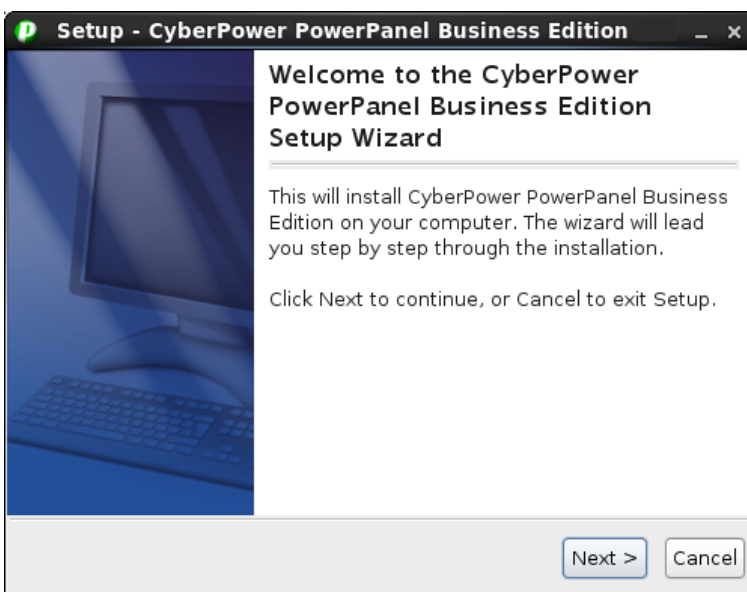 Setup - CyberPower PowerPanel Business Edition
Welcome to the CyberPower
PowerPanel Business Edition
Setup Wizard
This will install CyberPower PowerPanel Business
Edition on your computer. The wizard will lead
you step by step through the installation.
Click Next to continue, or Cancel to exit Setup.
Next >
Cancel